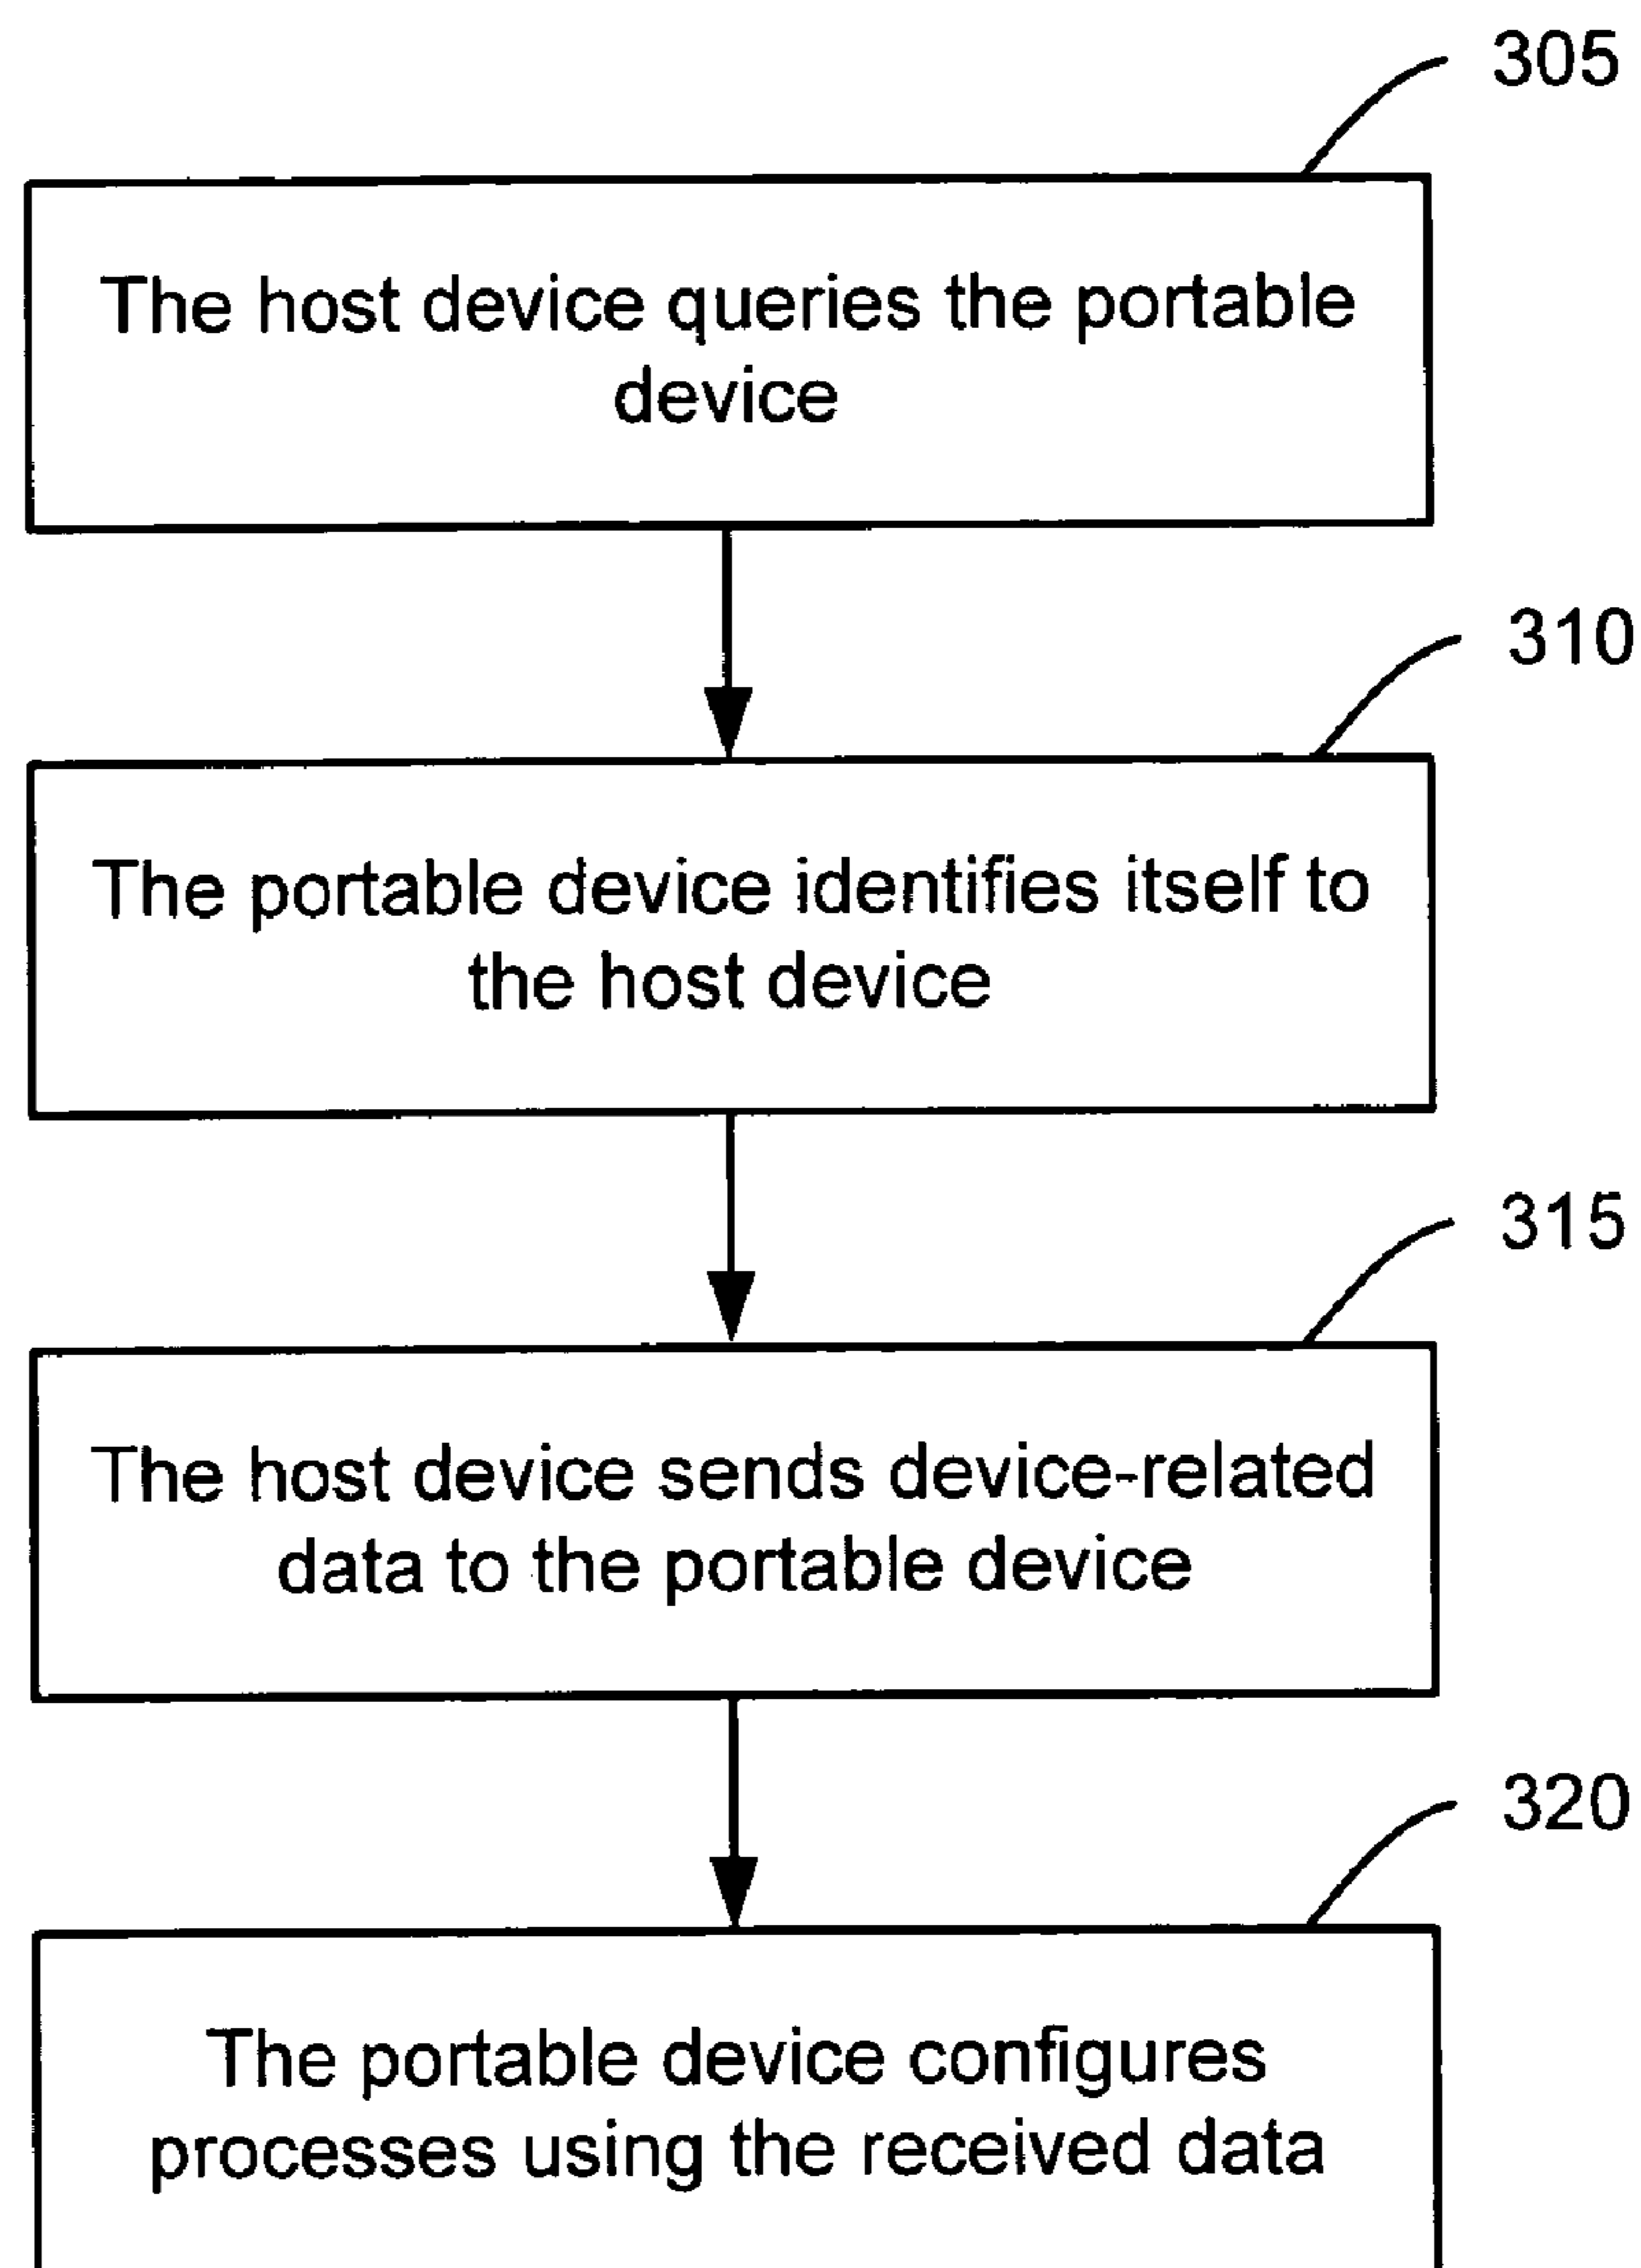 305
The host device queries the portable
device
310
The portable device identifies itself to
the host device
315
The host device sends device-related
data to the portable device
320
The portable device configures
processes using the received data